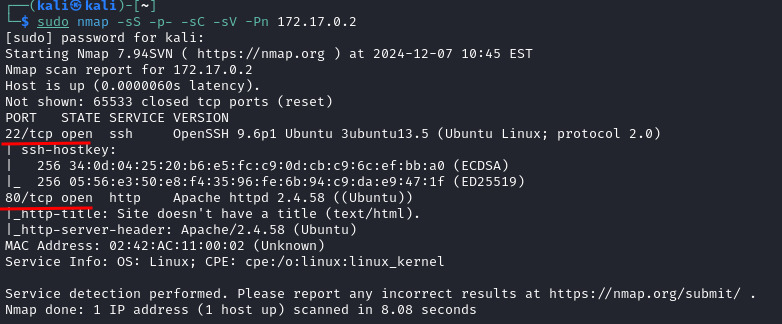 ┌──(kali㉿kali)-[~]
└─$ sudo nmap -sS -p- -sC -sV -Pn 172.17.0.2
[sudo] password for kali:
Starting Nmap 7.94SVN ( https://nmap.org ) at 2024-12-07 10:45 EST
Nmap scan report for 172.17.0.2
Host is up (0.0000060s latency).
Not shown: 65533 closed tcp ports (reset)
PORT   STATE SERVICE VERSION
22/tcp open  ssh     OpenSSH 9.6p1 Ubuntu 3ubuntu13.5 (Ubuntu Linux; protocol 2.0)
| ssh-hostkey:
|   256 34:0d:04:25:20:b6:e5:fc:c9:0d:cb:c9:6c:ef:bb:a0 (ECDSA)
|_  256 05:56:e3:50:e8:f4:35:96:fe:6b:94:c9:da:e9:47:1f (ED25519)
80/tcp open  http    Apache httpd 2.4.58 ((Ubuntu))
|_http-title: Site doesn't have a title (text/html).
|_http-server-header: Apache/2.4.58 (Ubuntu)
MAC Address: 02:42:AC:11:00:02 (Unknown)
Service Info: OS: Linux; CPE: cpe:/o:linux:linux_kernel

Service detection performed. Please report any incorrect results at https://nmap.org/submit/ .
Nmap done: 1 IP address (1 host up) scanned in 8.08 seconds